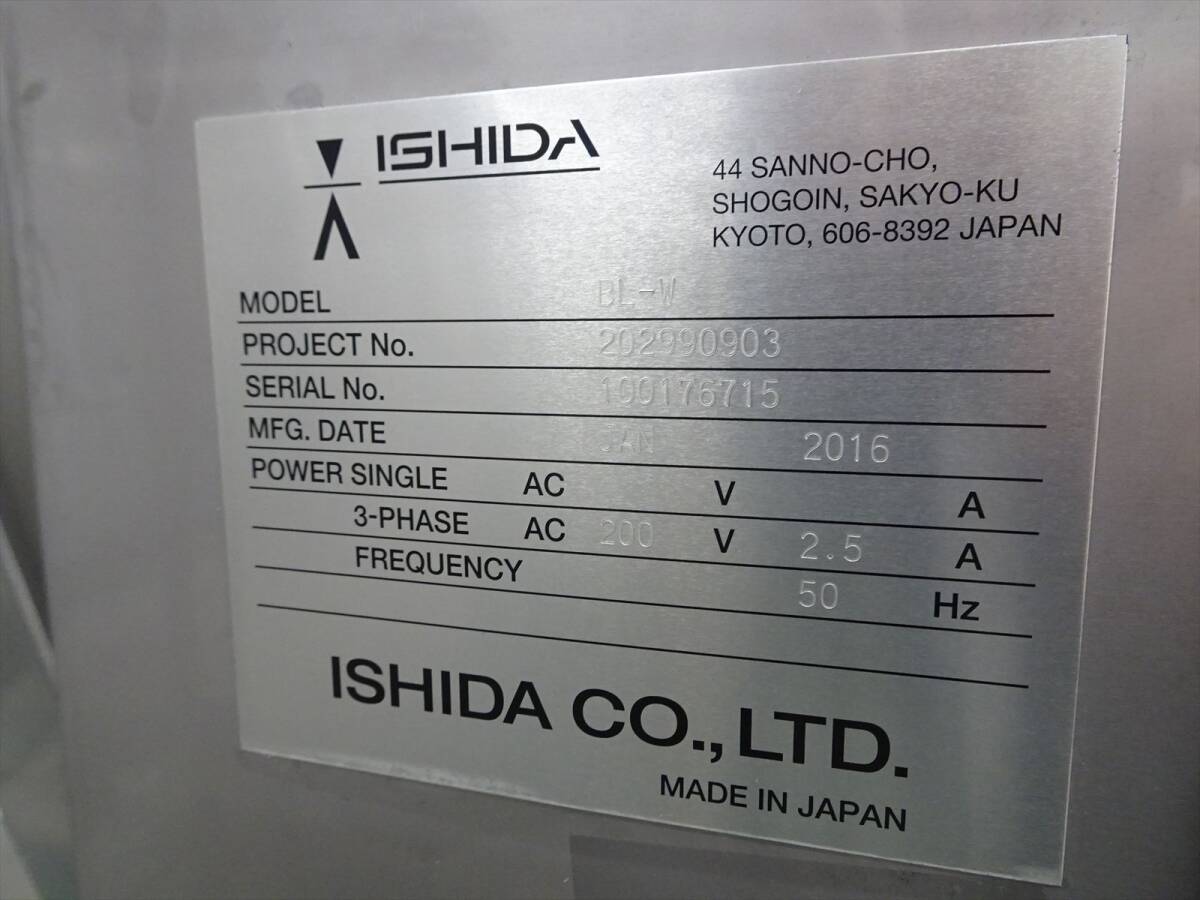 ISHIDA
44 SANNO-CHO,
SHOGOIN, SAKYO-KU
KYOTO, 606-8392 JAPAN
MODEL BL-W
PROJECT No. 202990903
SERIAL No. 100176715
MFG. DATE JAN 2016
POWER SINGLE AC V A
3-PHASE AC 200 V 2.5 A
FREQUENCY 50 Hz
ISHIDA CO., LTD.
MADE IN JAPAN